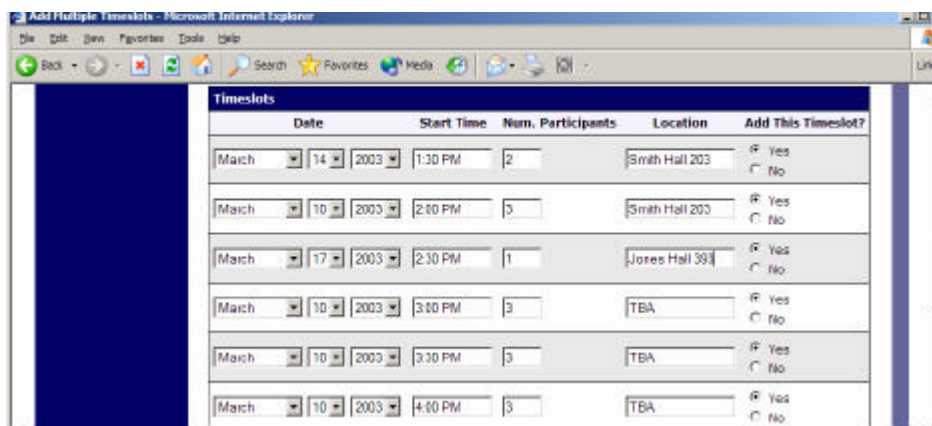 Add Multiple Timeslots - Microsoft Internet Explorer
File Edit View Favorites Tools Help
Back Search Favorites Media
Timeslots
Date Start Time Num. Participants Location Add This Timeslot?
March 14 2003 1:30 PM 2 Smith Hall 203 Yes
No
March 10 2003 2:00 PM 3 Smith Hall 203 Yes
No
March 17 2003 2:30 PM 1 Jones Hall 393 Yes
No
March 10 2003 3:00 PM 3 TBA Yes
No
March 10 2003 3:30 PM 3 TBA Yes
No
March 10 2003 4:00 PM 3 TBA Yes
No